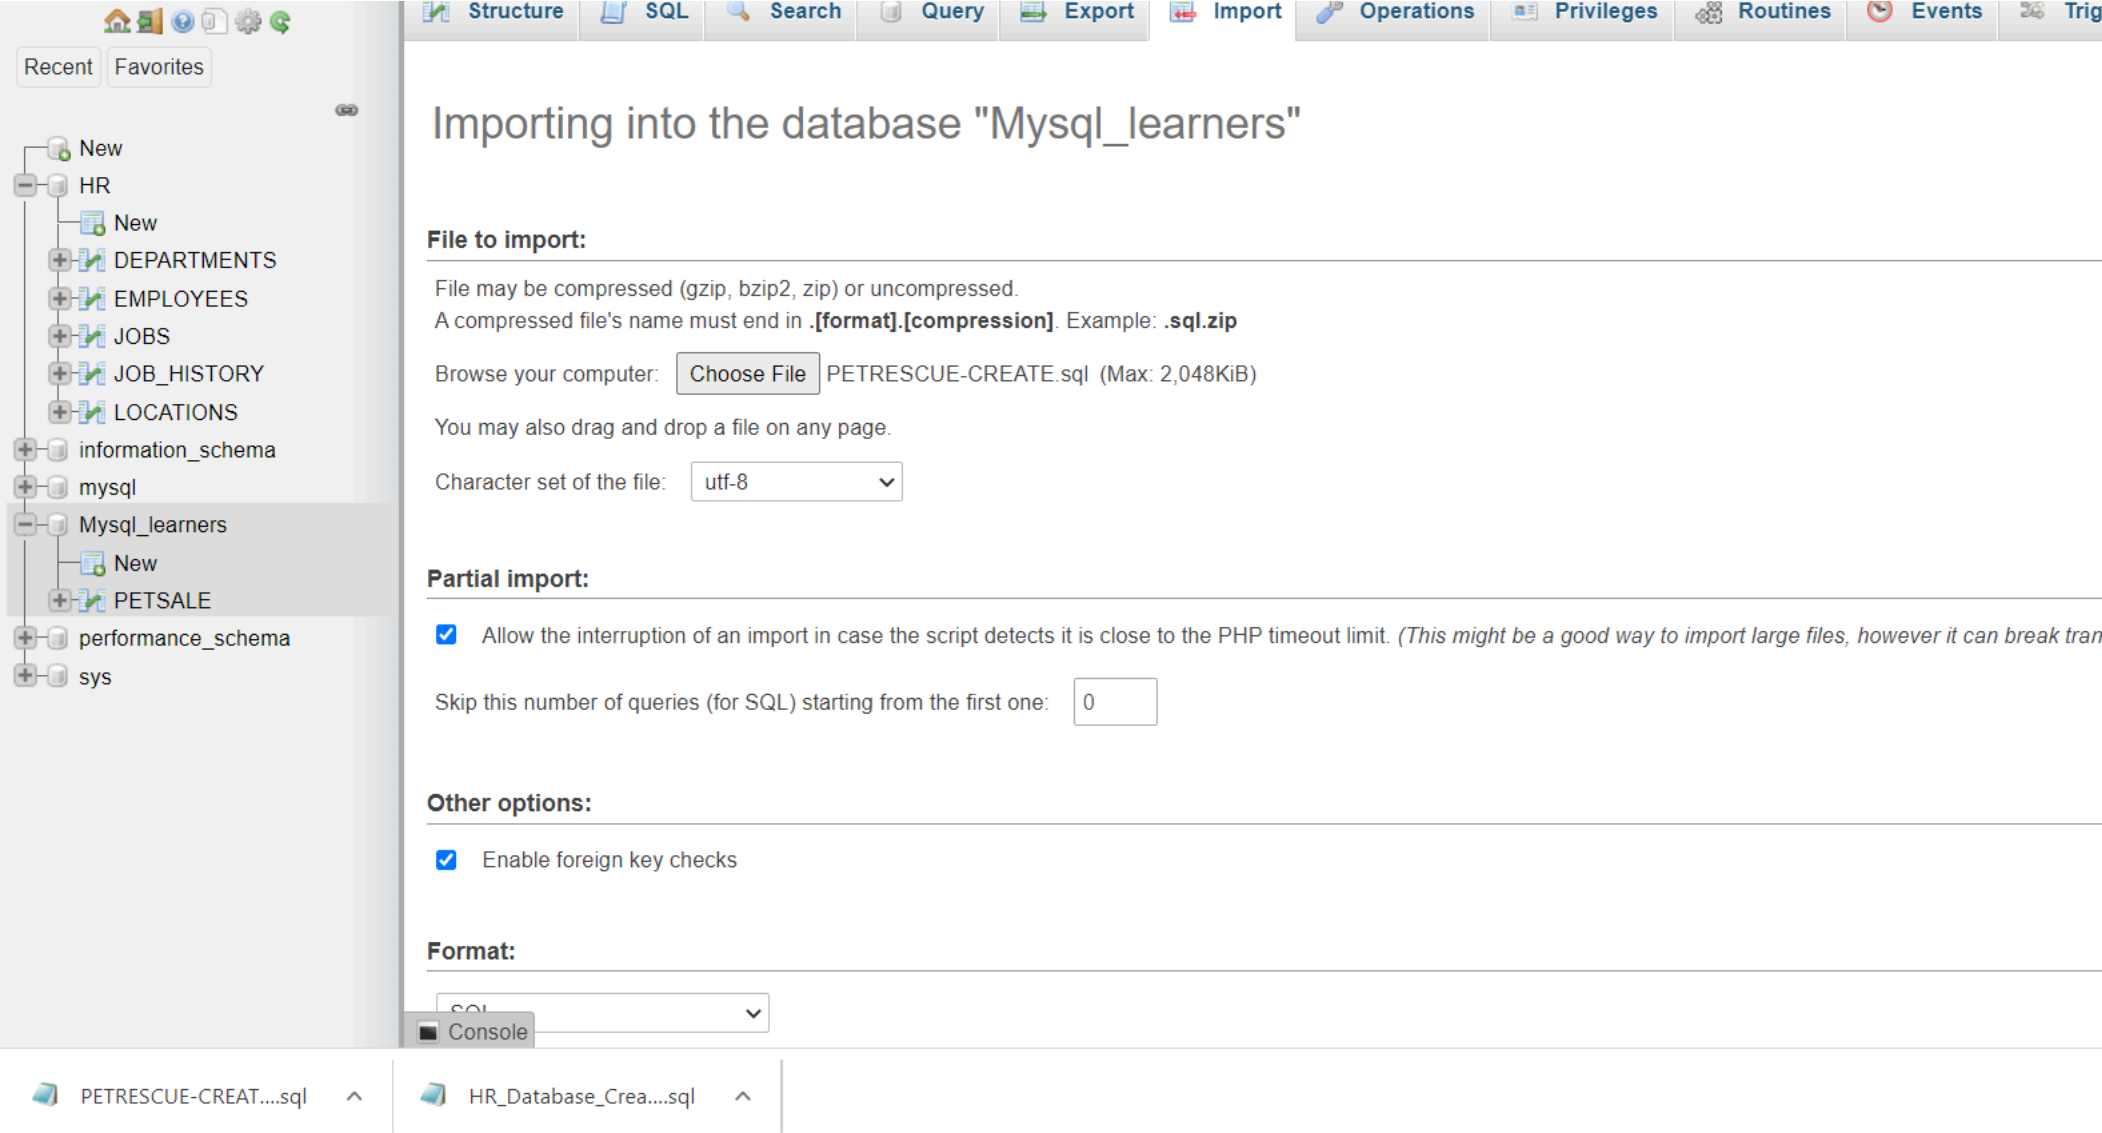 Structure SQL Search Query Export Import Operations Privileges Routines Events Trig
Recent Favorites
New
HR
New
DEPARTMENTS
EMPLOYEES
JOBS
JOB_HISTORY
LOCATIONS
information_schema
mysql
Mysql_learners
New
PETSALE
performance_schema
sys
Importing into the database "Mysql_learners"
File to import:
File may be compressed (gzip, bzip2, zip) or uncompressed.
A compressed file's name must end in .[format].[compression]. Example: .sql.zip
Browse your computer: Choose File PETRESCUE-CREATE.sql (Max: 2,048KiB)
You may also drag and drop a file on any page.
Character set of the file: utf-8
Partial import:
Allow the interruption of an import in case the script detects it is close to the PHP timeout limit. (This might be a good way to import large files, however it can break tran
Skip this number of queries (for SQL) starting from the first one: 0
Other options:
Enable foreign key checks
Format:
SQL
Console
PETRESCUE-CREAT....sql
HR_Database_Crea....sql